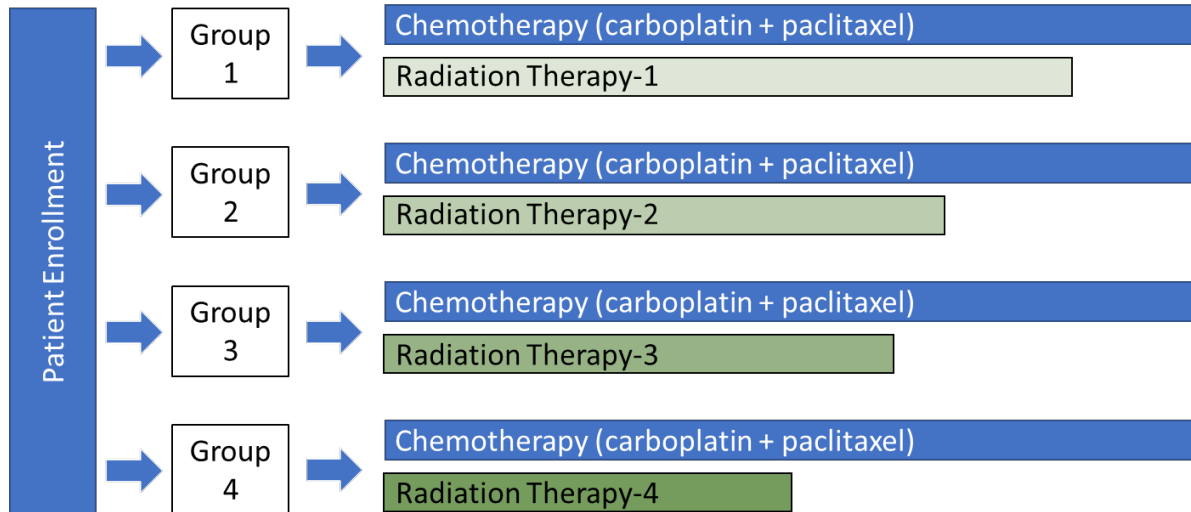 Patient Enrollment
Group
1
Chemotherapy (carboplatin + paclitaxel)
Radiation Therapy-1
Group
2
Chemotherapy (carboplatin + paclitaxel)
Radiation Therapy-2
Group
3
Chemotherapy (carboplatin + paclitaxel)
Radiation Therapy-3
Group
4
Chemotherapy (carboplatin + paclitaxel)
Radiation Therapy-4